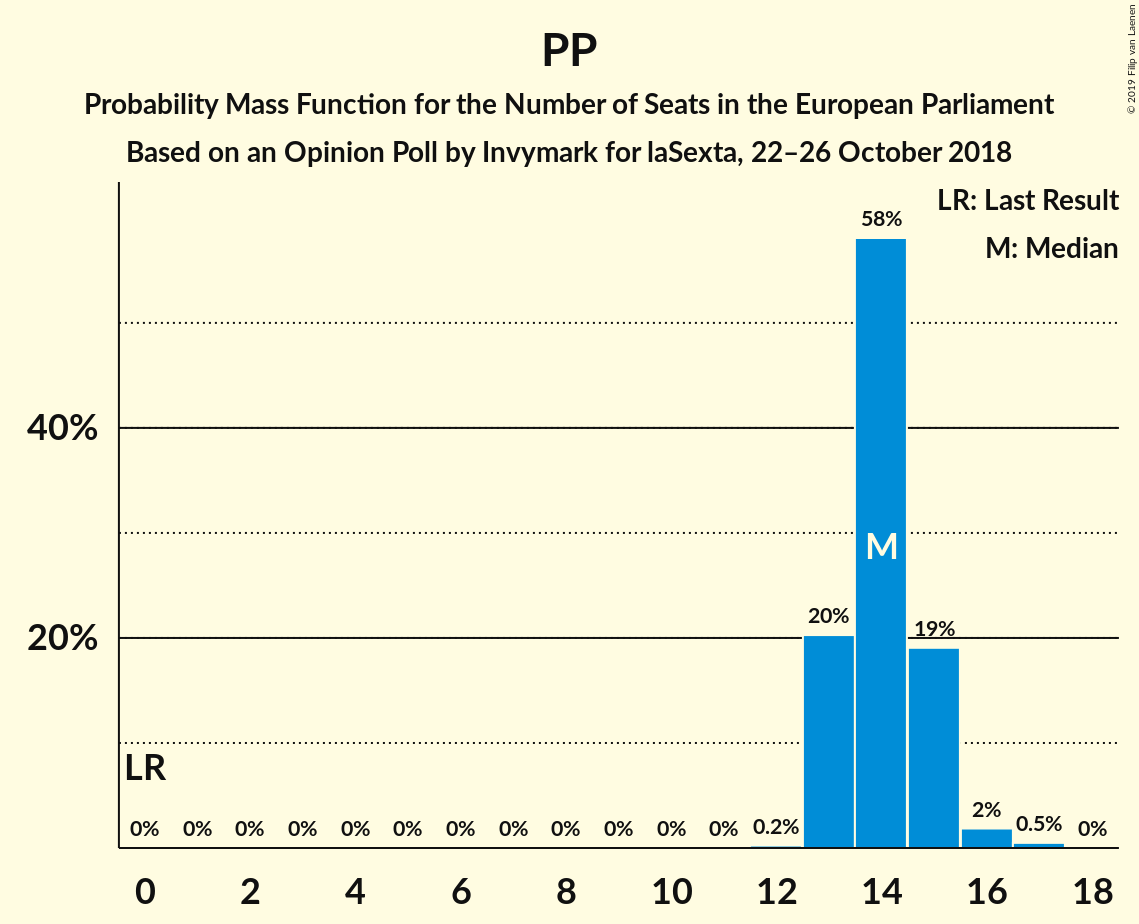 PP
Probability Mass Function for the Number of Seats in the European Parliament
Based on an Opinion Poll by Invymark for laSexta, 22–26 October 2018
© 2019 Filip van Laenen
LR: Last Result
M: Median
58%
40%
M
20%
20%
19%
LR
0% 0% 0% 0% 0% 0% 0% 0% 0% 0% 0% 0% 0.2% 2% 0.5% 0%
0 2 4 6 8 10 12 14 16 18